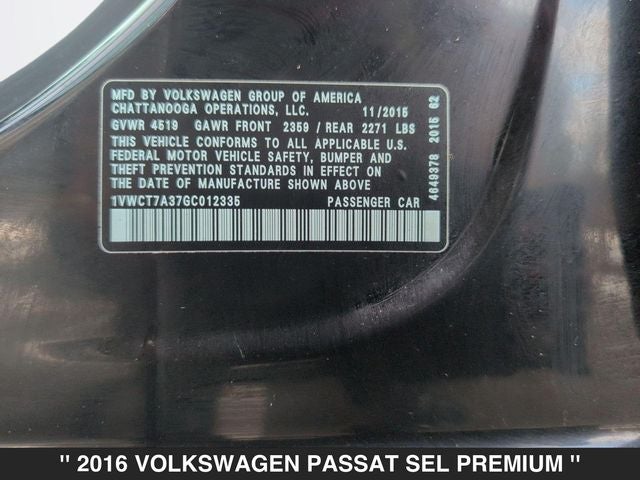 MFD BY VOLKSWAGEN GROUP OF AMERICA
CHATTANOOGA OPERATIONS, LLC. 11/2015
GVWR 4519 GAWR FRONT 2359 / REAR 2271 LBS
THIS VEHICLE CONFORMS TO ALL APPLICABLE U.S.
FEDERAL MOTOR VEHICLE SAFETY, BUMPER AND
THEFT PREVENTION STANDARDS IN EFFECT ON
THE DATE OF MANUFACTURE SHOWN ABOVE
1VWCT7A37GC012335 PASSENGER CAR
4649378 2015 62
" 2016 VOLKSWAGEN PASSAT SEL PREMIUM "